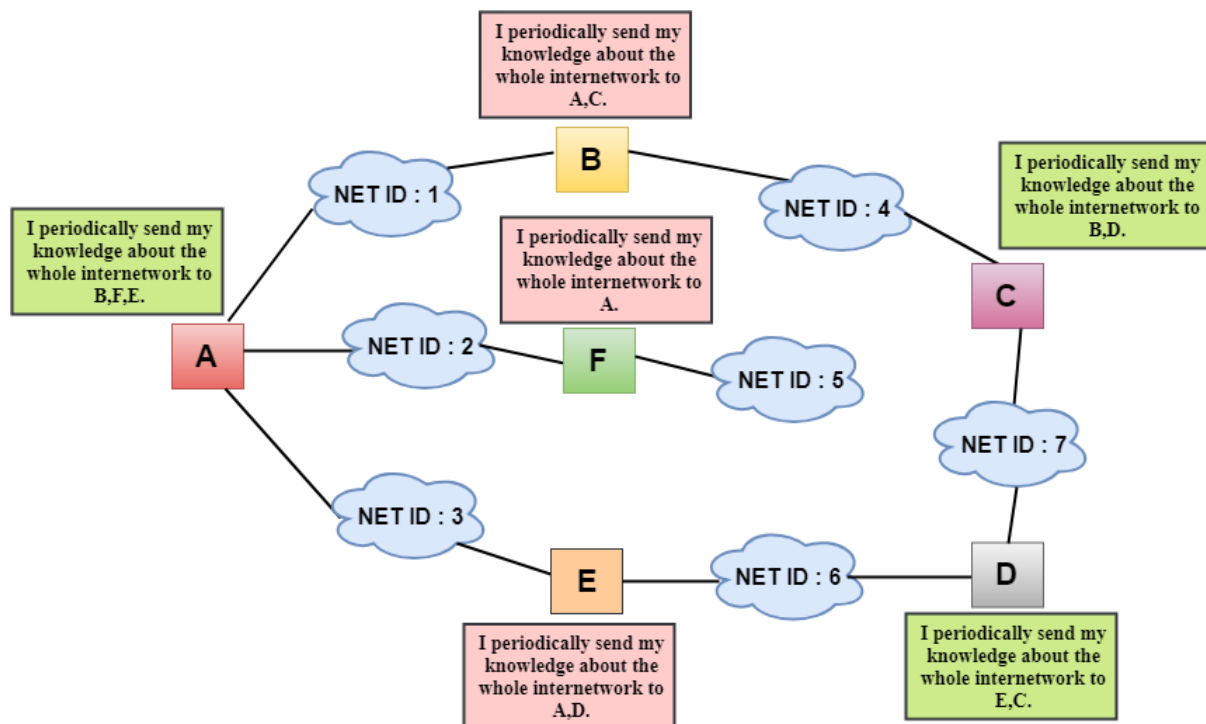 I periodically send my
knowledge about the
whole internetwork to
A,C.
B
NET ID : 1
NET ID : 4
I periodically send my
knowledge about the
whole internetwork to
B,D.
I periodically send my
knowledge about the
whole internetwork to
B,F,E.
I periodically send my
knowledge about the
whole internetwork to
A.
C
A
NET ID : 2
F
NET ID : 5
NET ID : 7
NET ID : 3
E
NET ID : 6
D
I periodically send my
knowledge about the
whole internetwork to
A,D.
I periodically send my
knowledge about the
whole internetwork to
E,C.